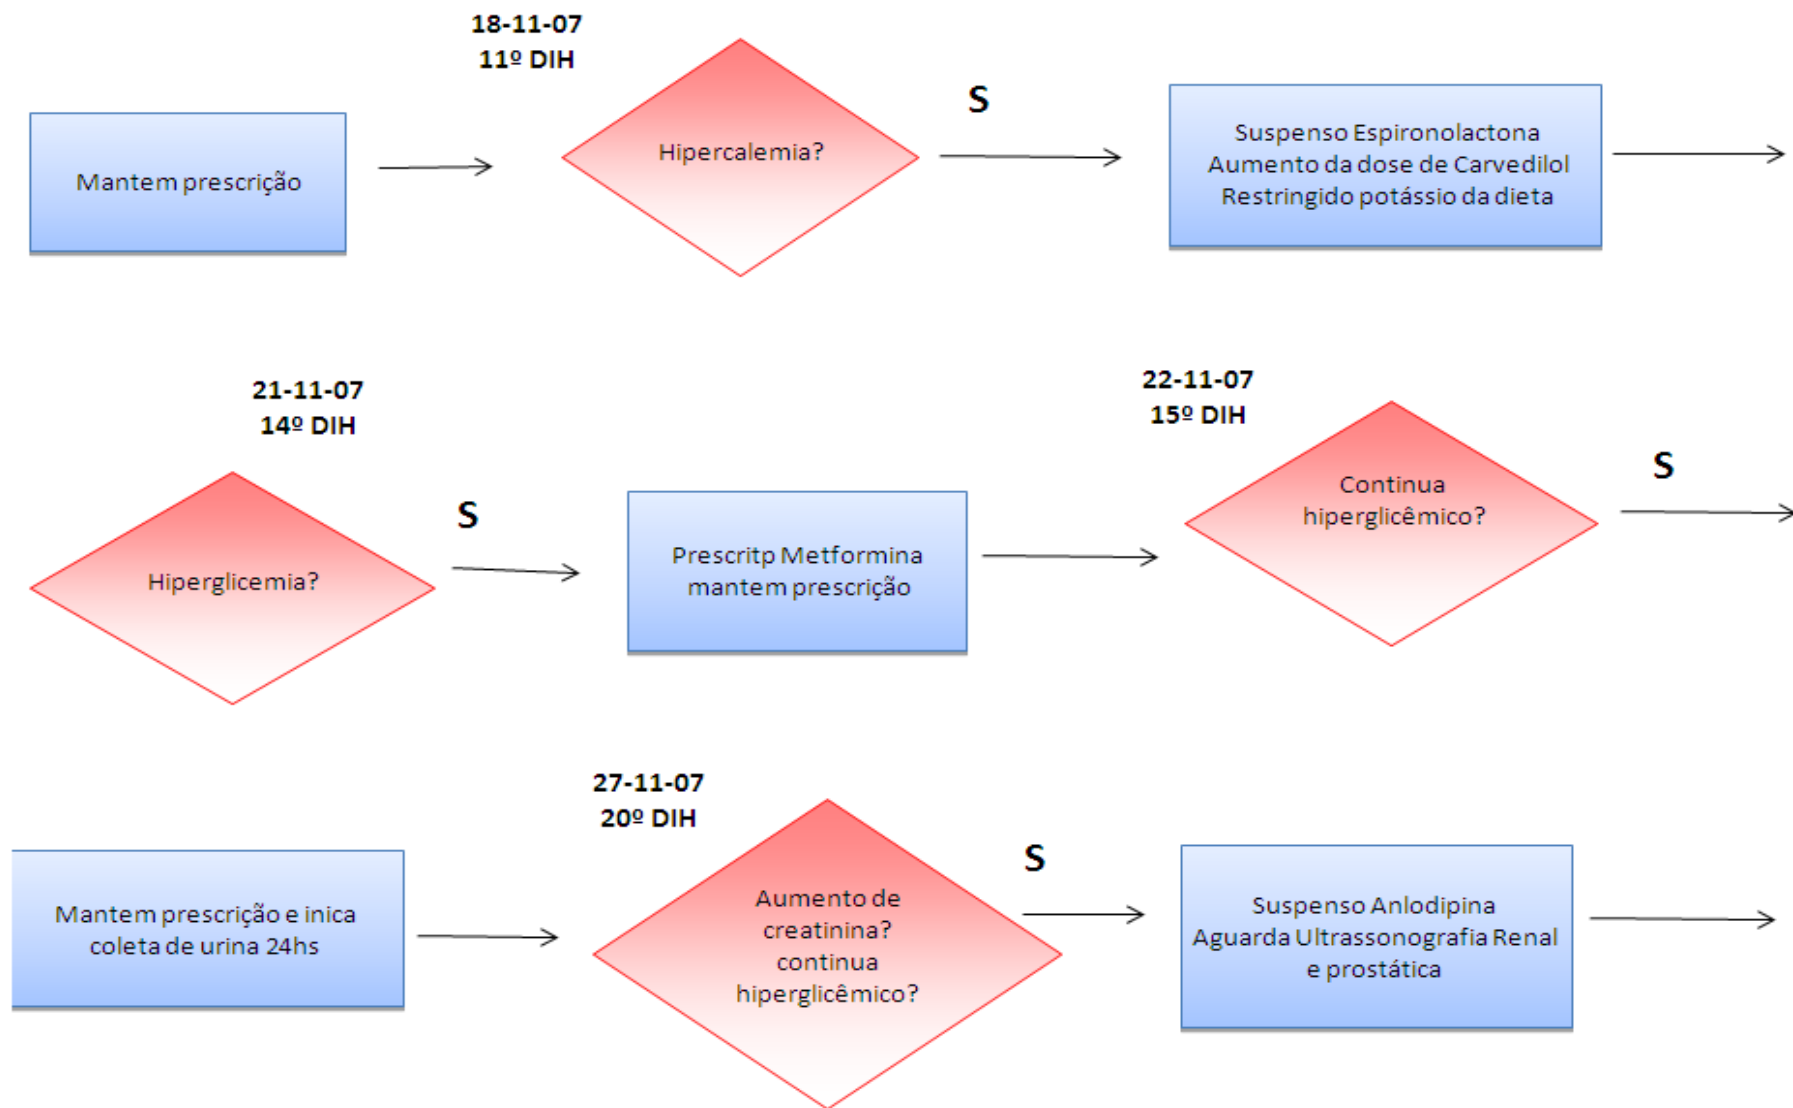 18-11-07
11º DIH
Mantem prescrição
Hipercalemia?
S
Suspenso Espironolactona
Aumento da dose de Carvedilol
Restringido potássio da dieta
21-11-07
14º DIH
Hiperglicemia?
S
Prescritp Metformina
mantem prescrição
22-11-07
15º DIH
Continua
hiperglicêmico?
S
Mantem prescrição e inica
coleta de urina 24hs
27-11-07
20º DIH
Aumento de
creatinina?
continua
hiperglicêmico?
S
Suspenso Anlodipina
Aguarda Ultrassonografia Renal
e prostática